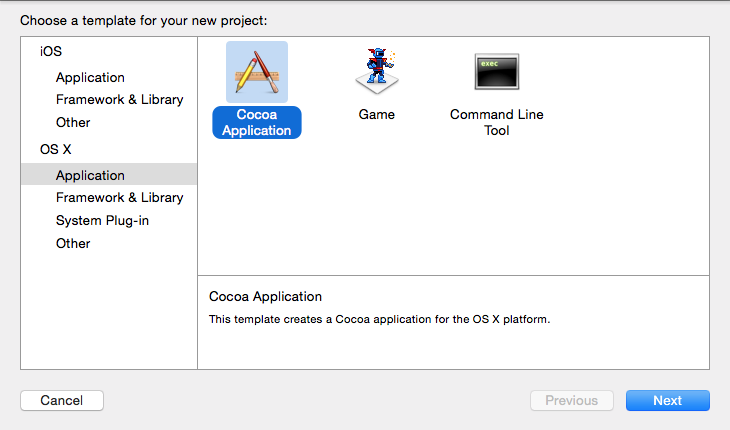 Choose a template for your new project:
iOS
Application
Framework & Library
Other
OS X
Application
Framework & Library
System Plug-in
Other
Cocoa
Application
Game
exec
Command Line
Tool
Cocoa Application
This template creates a Cocoa application for the OS X platform.
Cancel
Previous
Next